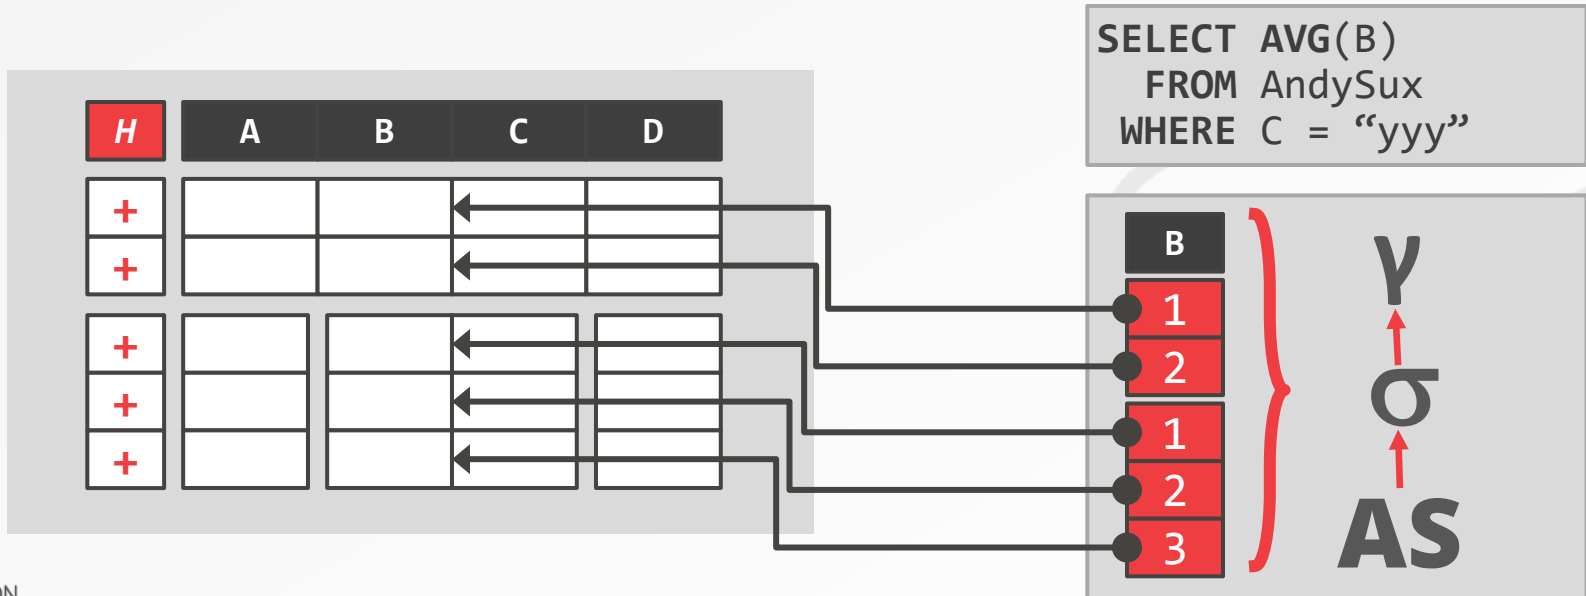 SELECT AVG(B)
FROM AndySux
WHERE C = “yyy”
H A B C D
+
+
+
+
+
B
1
2
1
2
3
γ
σ
AS